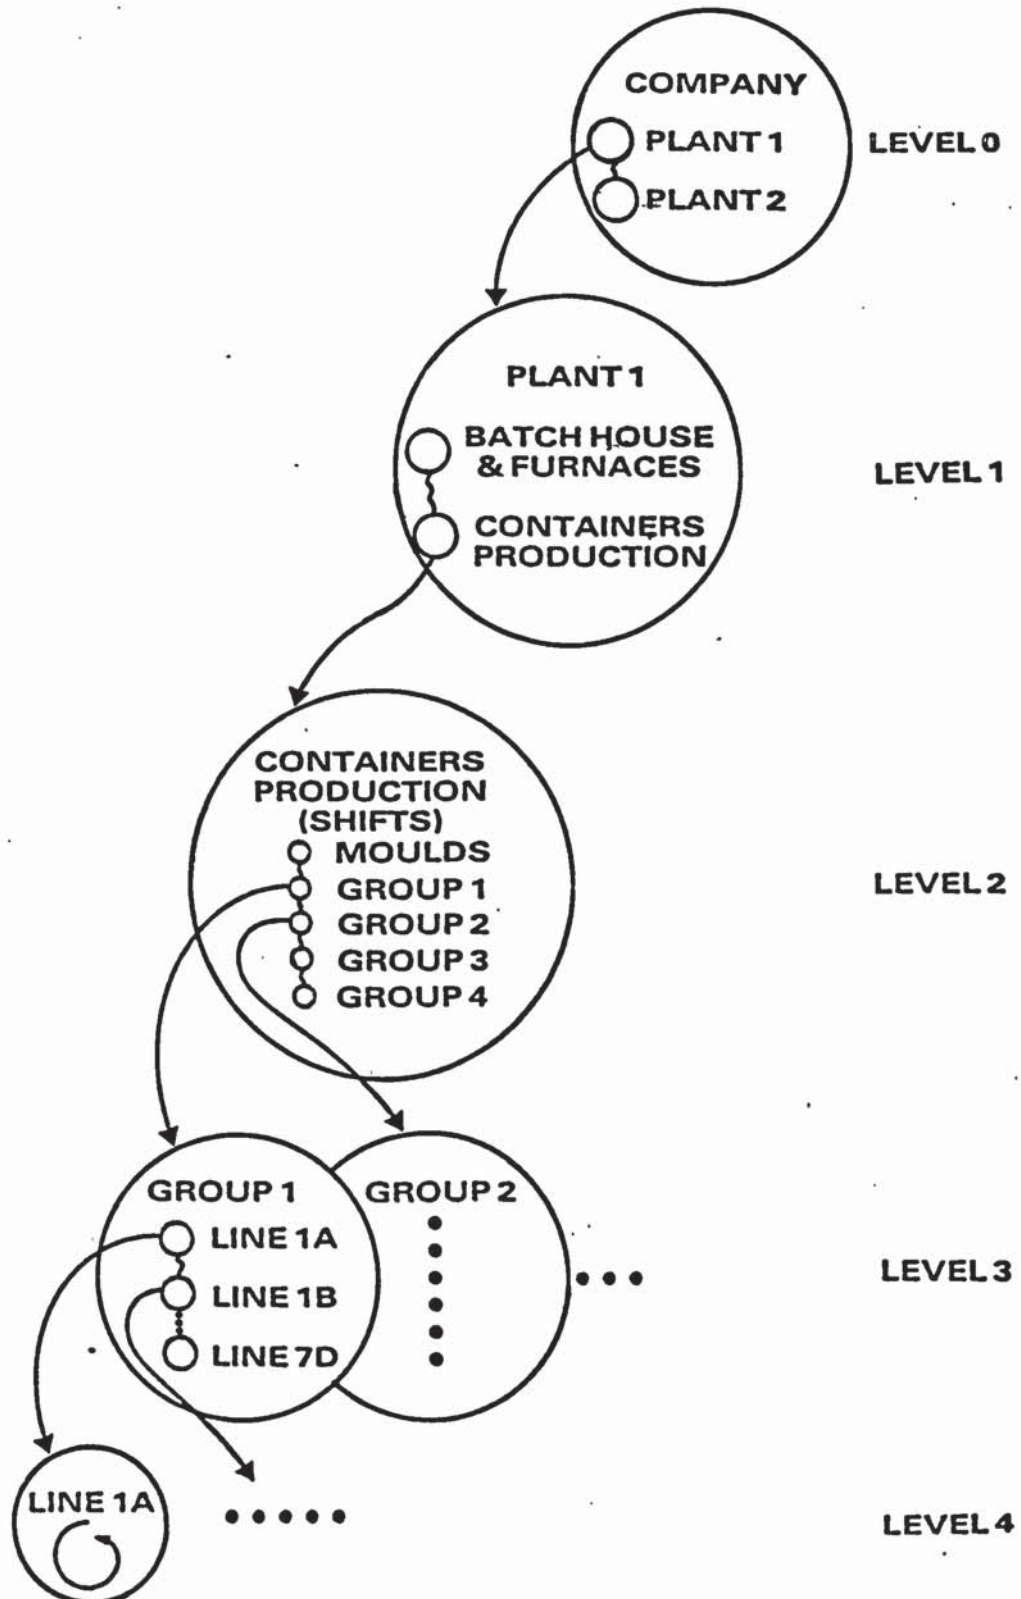 COMPANY
PLANT 1
LEVEL 0
PLANT 2
PLANT 1
BATCH HOUSE
& FURNACES
LEVEL 1
CONTAINERS
PRODUCTION
CONTAINERS
PRODUCTION
(SHIFTS)
MOULDS
GROUP 1
LEVEL 2
GROUP 2
GROUP 3
GROUP 4
GROUP 1
GROUP 2
LINE 1A
LEVEL 3
LINE 1B
LINE 7D
LINE 1A
LEVEL 4